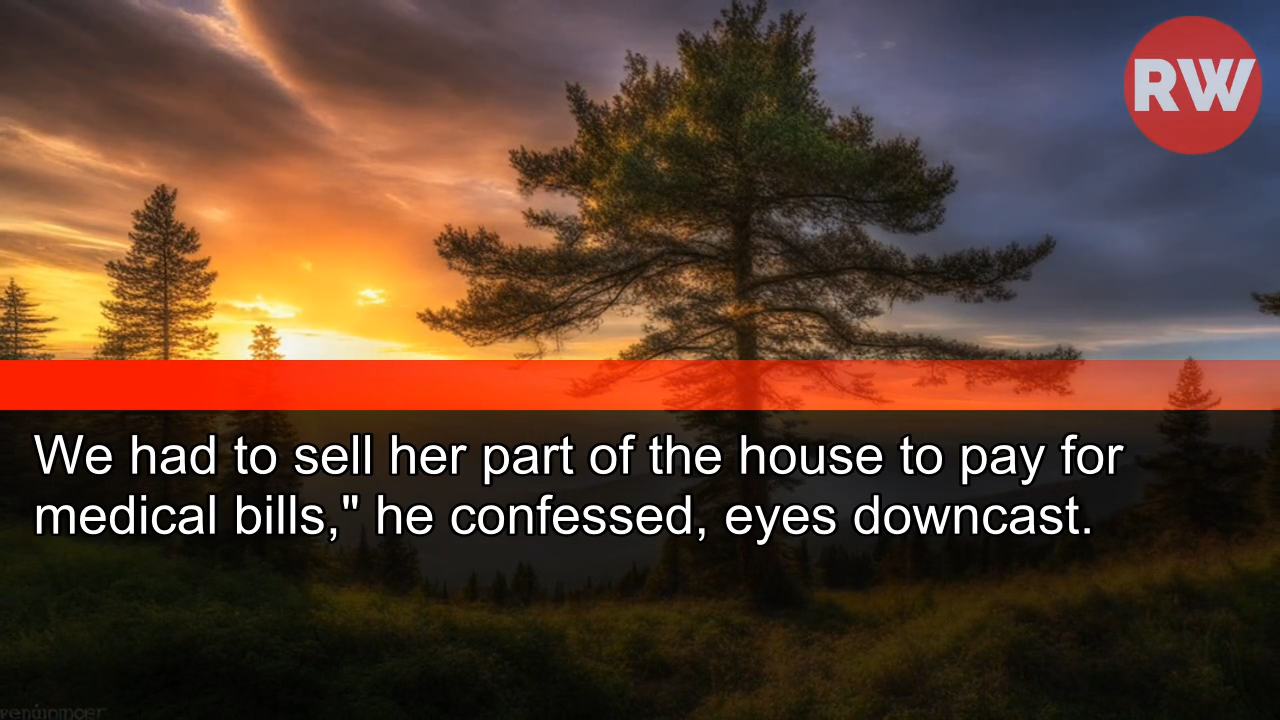 RW
We had to sell her part of the house to pay for
medical bills," he confessed, eyes downcast.